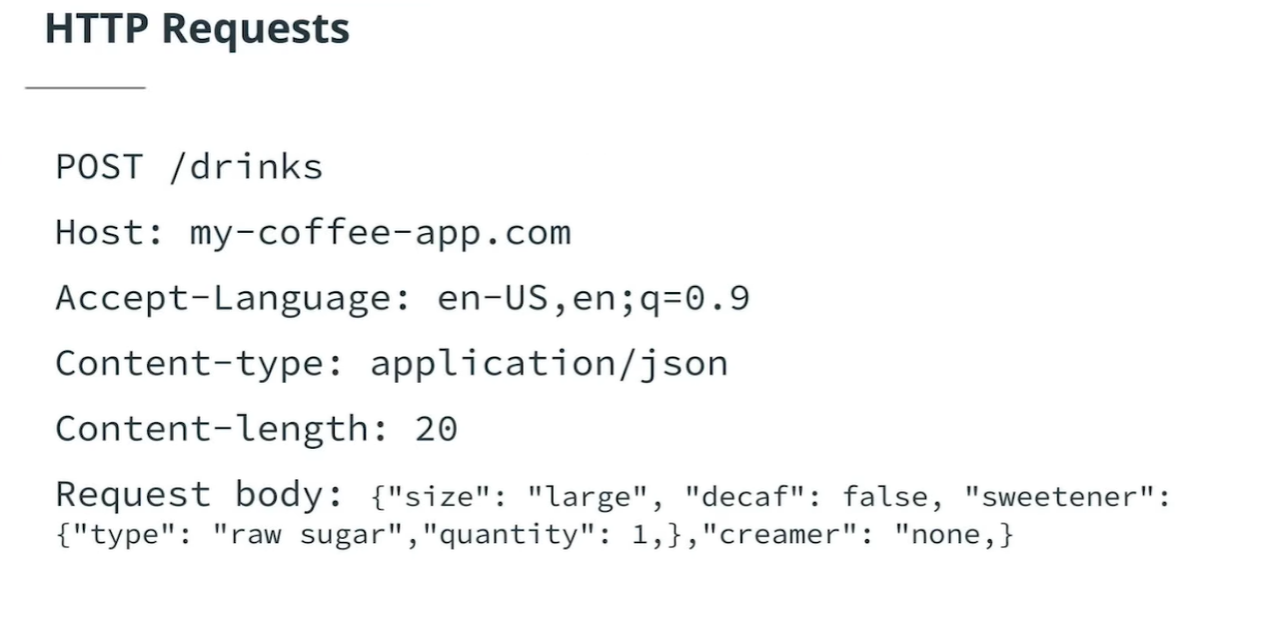 HTTP Requests
POST /drinks
Host: my-coffee-app.com
Accept-Language: en-US,en;q=0.9
Content-type: application/json
Content-length: 20
Request body: {"size": "large", "decaf": false, "sweetener":
{"type": "raw sugar","quantity": 1,},"creamer": "none,}